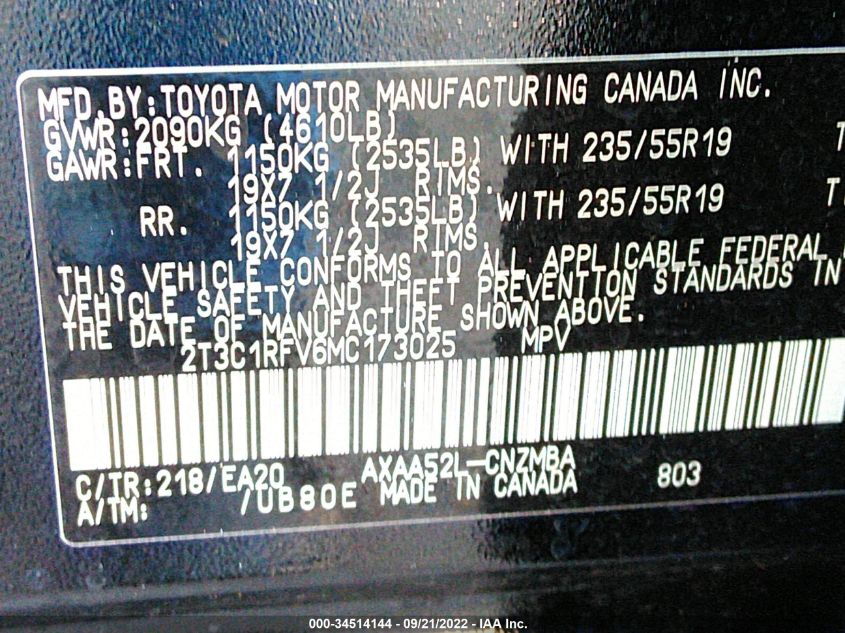 MFD.BY:TOYOTA MOTOR MANUFACTURING CANADA INC.
GVWR:2090KG (4610LB)
GAWR:FRT. 1150KG (2535LB) WITH 235/55R19 T
19X7 1/2J RIMS.
RR. 1150KG (2535LB) WITH 235/55R19 T
19X7 1/2J RIMS.
THIS VEHICLE CONFORMS TO ALL APPLICABLE FEDERAL
VEHICLE SAFETY AND THEFT PREVENTION STANDARDS IN
THE DATE OF MANUFACTURE SHOWN ABOVE.
2T3C1RFV6MC173025 MPV
C/TR:218/EA20 AXAA52L-CNZMBA 803
A/TM: /UB80E MADE IN CANADA
000-34514144 - 09/21/2022 - IAA Inc.